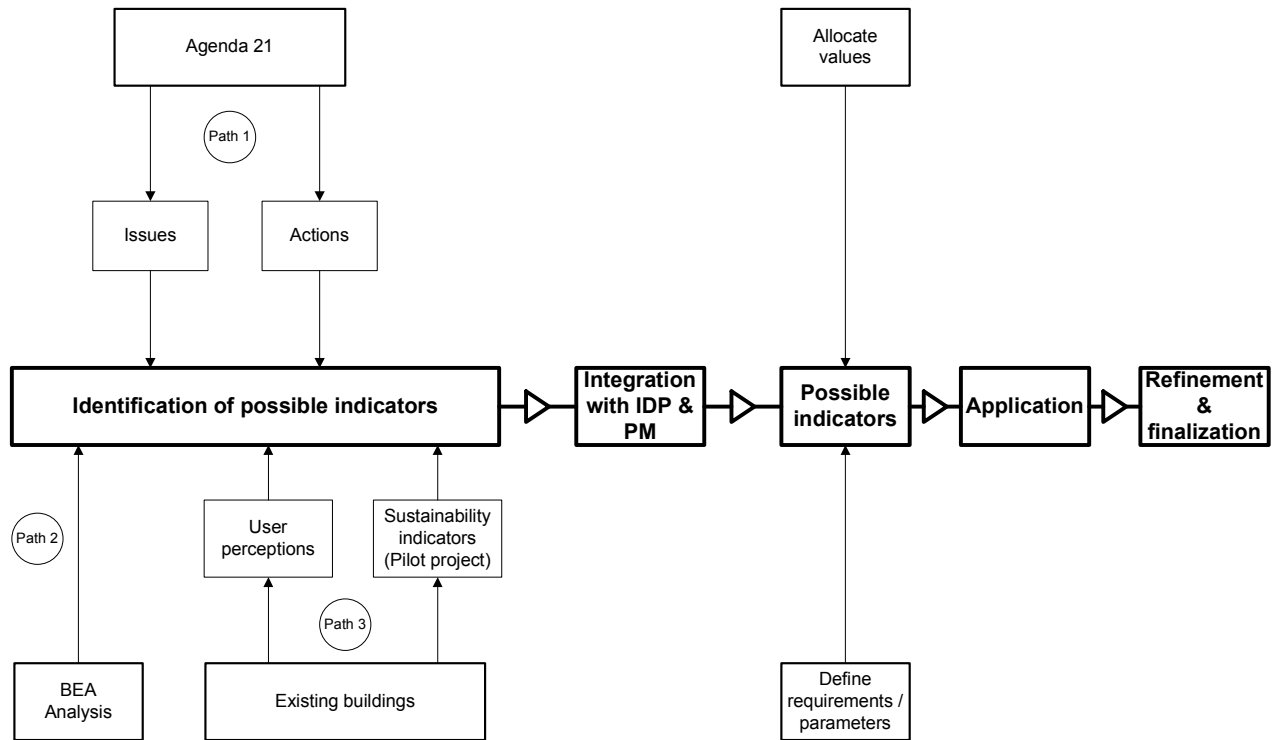 Agenda 21
Allocate
values
Path 1
Issues
Actions
Identification of possible indicators
Integration
with IDP &
PM
Possible
indicators
Application
Refinement
&
finalization
Path 2
User
perceptions
Sustainability
indicators
(Pilot project)
Path 3
BEA
Analysis
Existing buildings
Define
requirements /
parameters